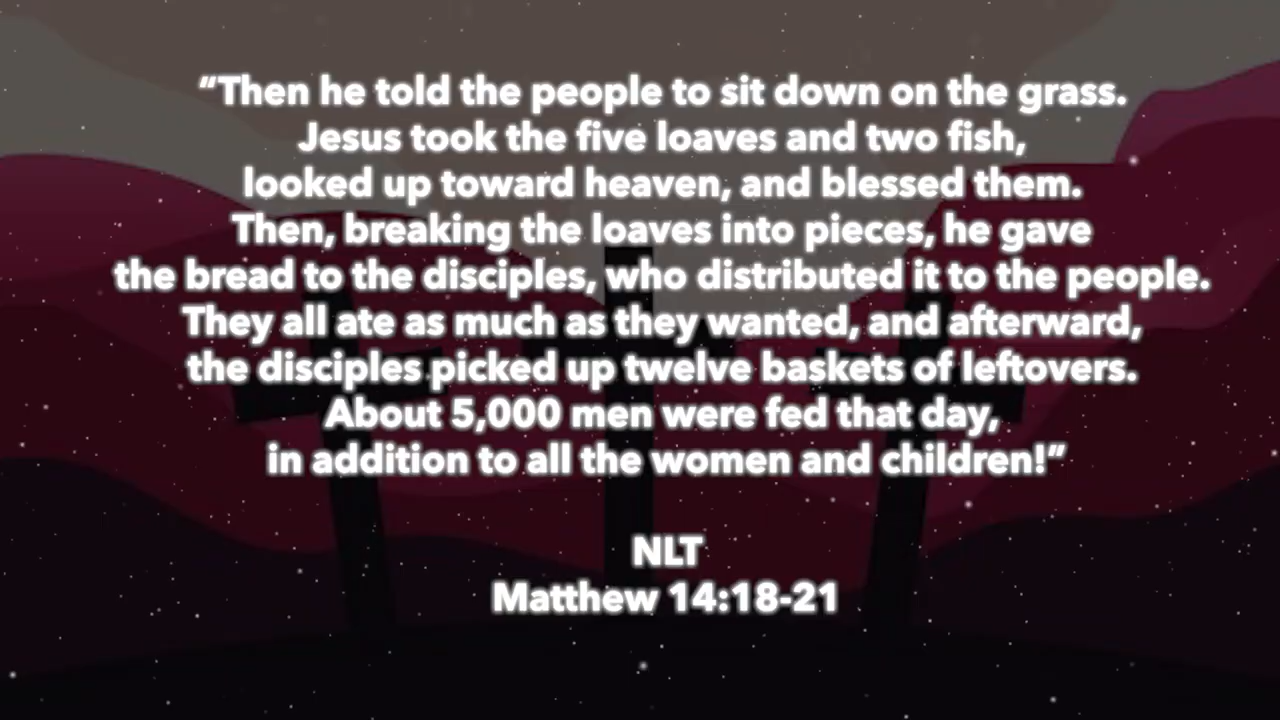 “Then he told the people to sit down on the grass.
Jesus took the five loaves and two fish,
looked up toward heaven, and blessed them.
Then, breaking the loaves into pieces, he gave
the bread to the disciples, who distributed it to the people.
They all ate as much as they wanted, and afterward,
the disciples picked up twelve baskets of leftovers.
About 5,000 men were fed that day,
in addition to all the women and children!”
NLT
Matthew 14:18-21